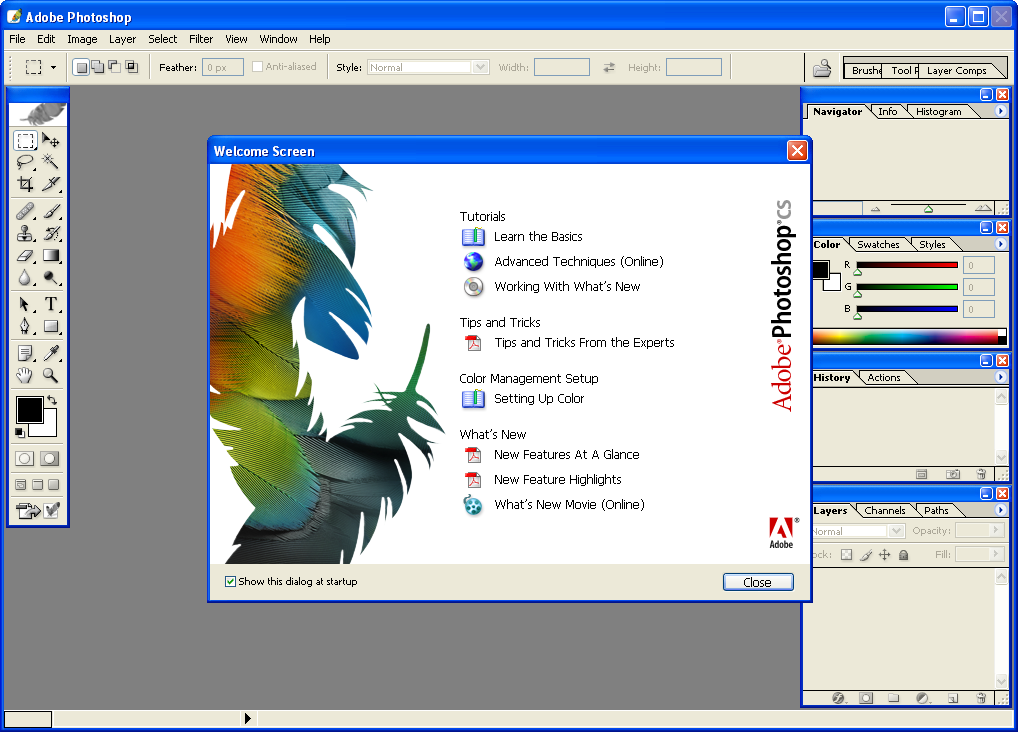 Adobe Photoshop
File Edit Image Layer Select Filter View Window Help
Feather: 0 px Anti-aliased Style: Normal Width: Height:
Brushe Tool P Layer Comps
Navigator Info Histogram
Welcome Screen
Tutorials
Learn the Basics
Advanced Techniques (Online)
Working With What's New
Tips and Tricks
Tips and Tricks From the Experts
Color Management Setup
Setting Up Color
What's New
New Features At A Glance
New Feature Highlights
What's New Movie (Online)
Adobe® Photoshop® CS
Adobe®
Show this dialog at startup
Close
Color Swatches Styles
R 0
G 0
B 0
History Actions
Layers Channels Paths
Normal Opacity:
ock: Fill:
T